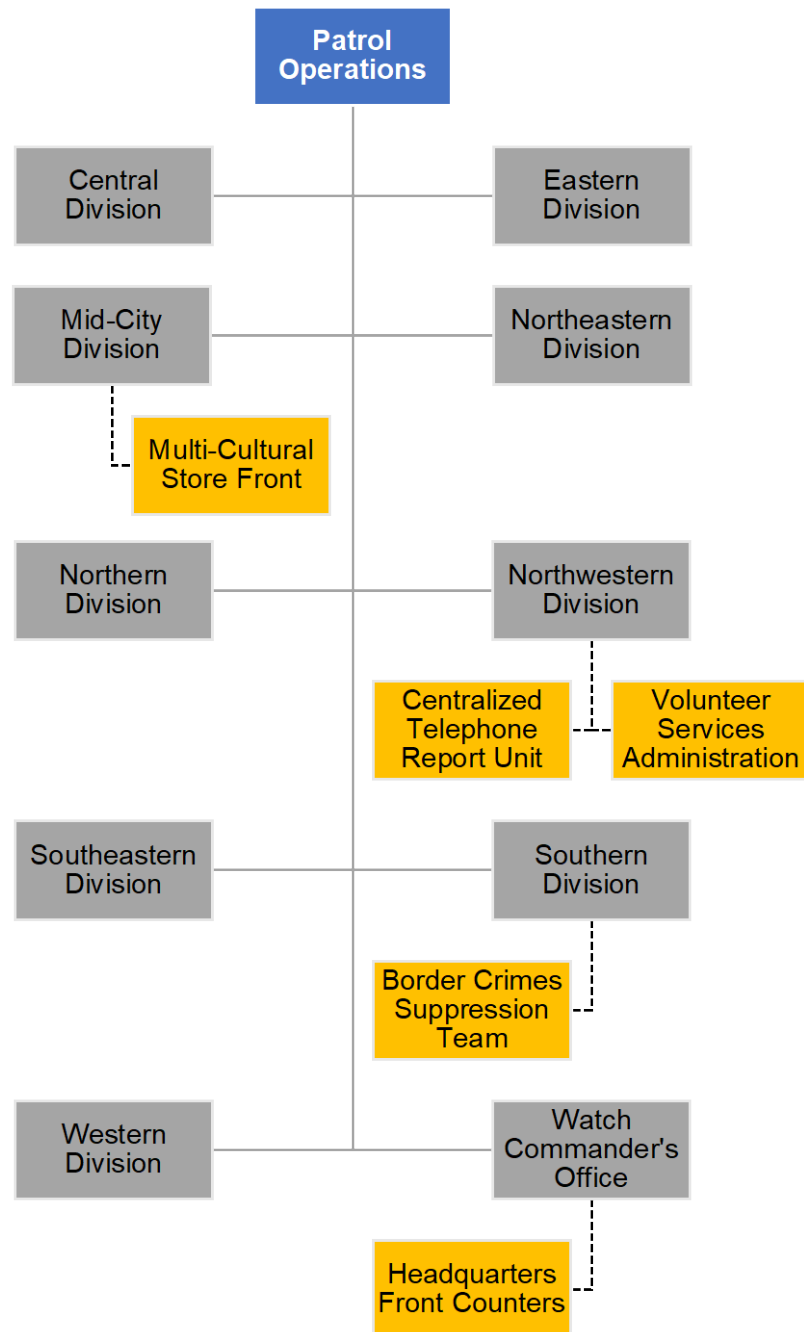 Patrol
Operations
Central
Division
Eastern
Division
Mid-City
Division
Northeastern
Division
Multi-Cultural
Store Front
Northern
Division
Northwestern
Division
Centralized
Telephone
Report Unit
Volunteer
Services
Administration
Southeastern
Division
Southern
Division
Border Crimes
Suppression
Team
Western
Division
Watch
Commander's
Office
Headquarters
Front Counters